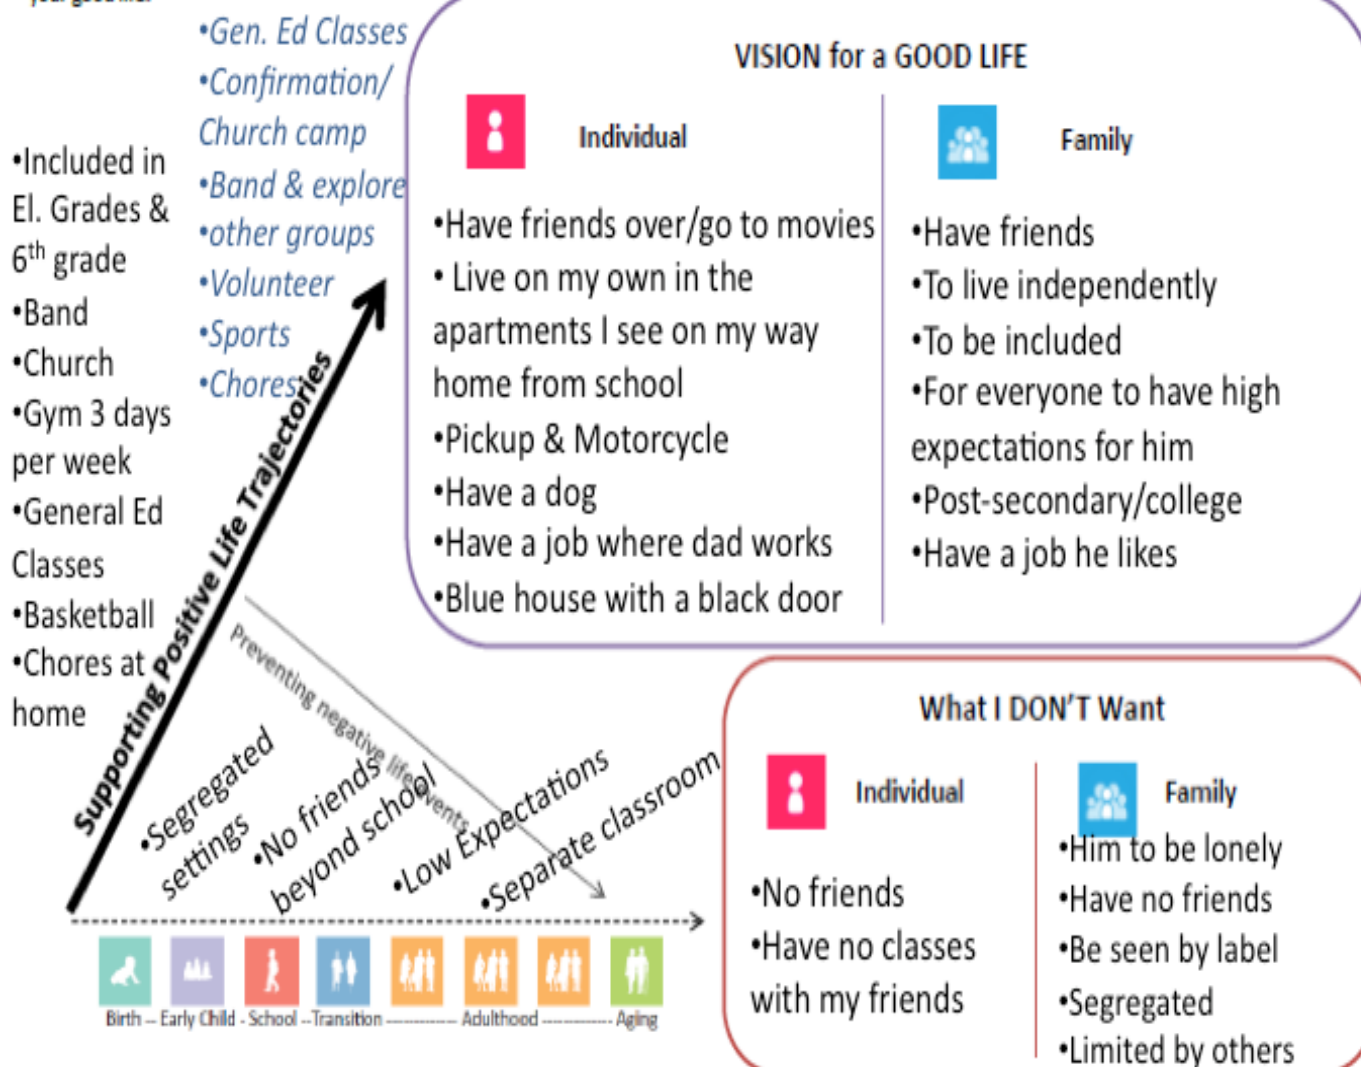 your good life.
•Gen. Ed Classes
•Confirmation/
Church camp
•Band & explore
•other groups
•Volunteer
•Sports
•Chores
•Included in
El. Grades &
6th grade
•Band
•Church
•Gym 3 days
per week
•General Ed
Classes
•Basketball
•Chores at
home
Supporting Positive Life Trajectories
VISION for a GOOD LIFE
Individual
•Have friends over/go to movies
• Live on my own in the
apartments I see on my way
home from school
•Pickup & Motorcycle
•Have a dog
•Have a job where dad works
•Blue house with a black door
Family
•Have friends
•To live independently
•To be included
•For everyone to have high
expectations for him
•Post-secondary/college
•Have a job he likes
Preventing negative life events
•Segregated
settings
•No friends
beyond school
•Low Expectations
•Separate classroom
What I DON'T Want
Individual
•No friends
•Have no classes
with my friends
Family
•Him to be lonely
•Have no friends
•Be seen by label
•Segregated
•Limited by others
Birth -- Early Child - School --Transition ------------ Adulthood ------------ Aging